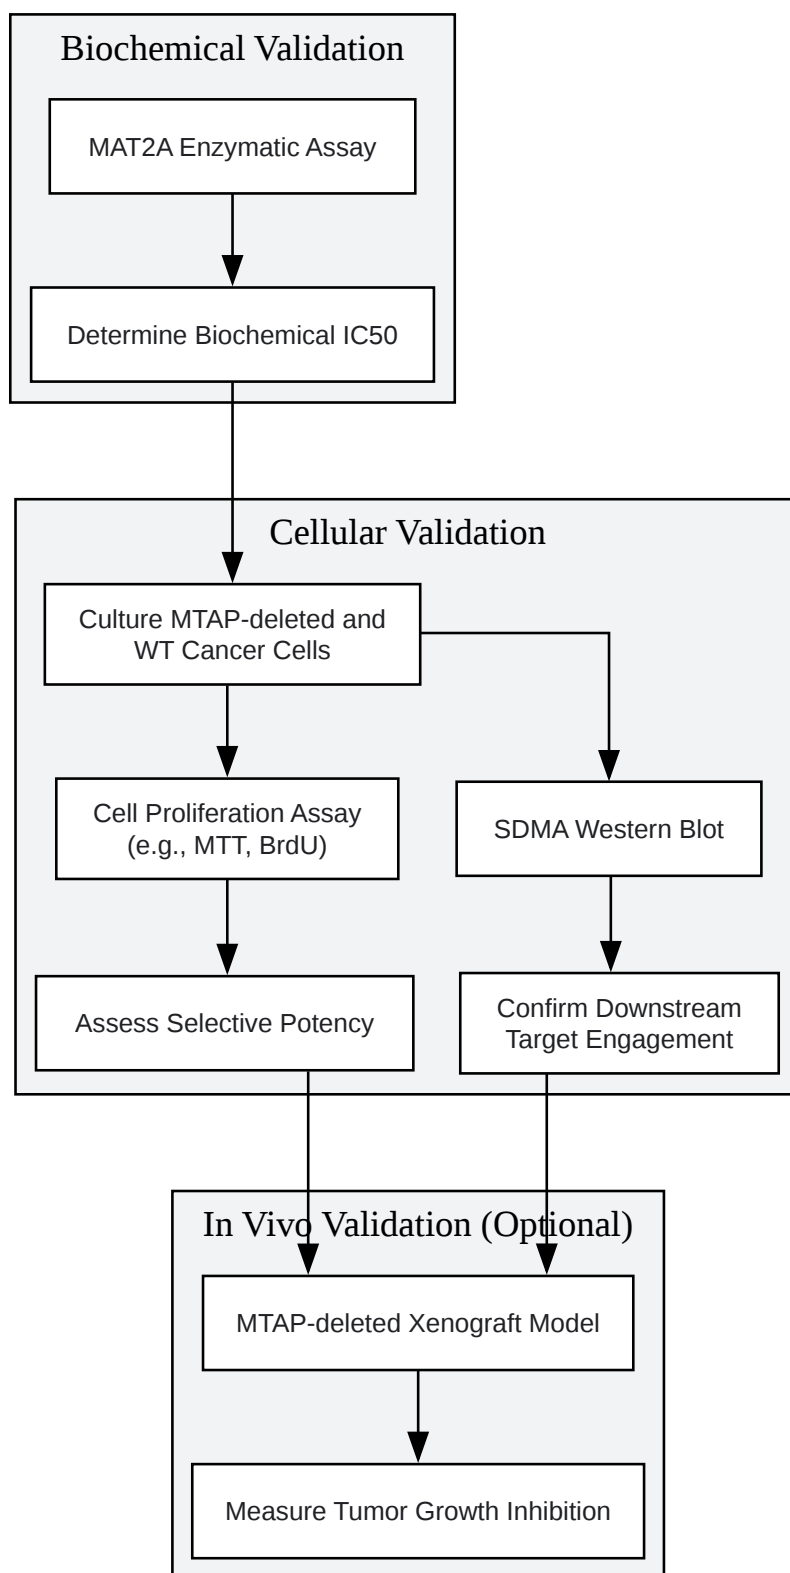 Biochemical Validation
MAT2A Enzymatic Assay
Determine Biochemical IC50
Cellular Validation
Culture MTAP-deleted and
WT Cancer Cells
Cell Proliferation Assay
(e.g., MTT, BrdU)
SDMA Western Blot
Assess Selective Potency
Confirm Downstream
Target Engagement
In Vivo Validation (Optional)
MTAP-deleted Xenograft Model
Measure Tumor Growth Inhibition